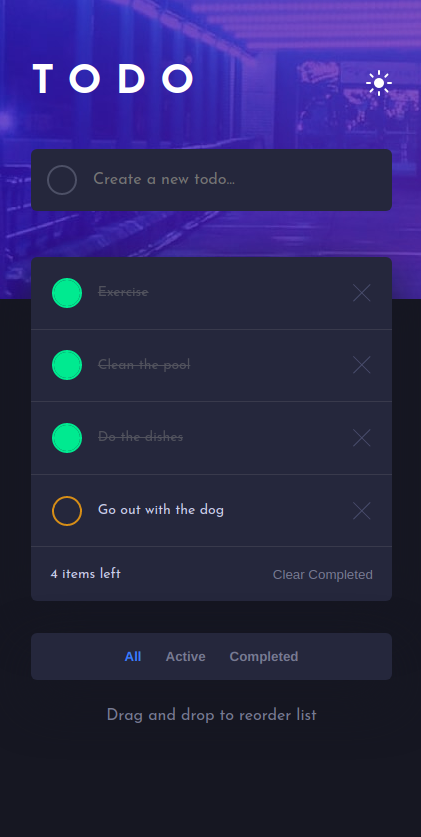 TODO
Create a new todo...
Exercise
Clean the pool
Do the dishes
Go out with the dog
4 items left Clear Completed
All Active Completed
Drag and drop to reorder list